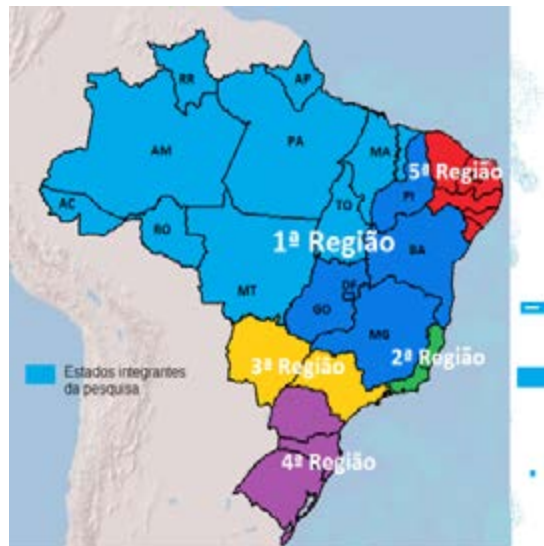 RR
AP
AM
PA
MA
5ª Região
PI
AC
TO
RO
1ª Região
BA
MT
DF
GO
MG
2ª Região
3ª Região
Estados integrantes
da pesquisa
4ª Região